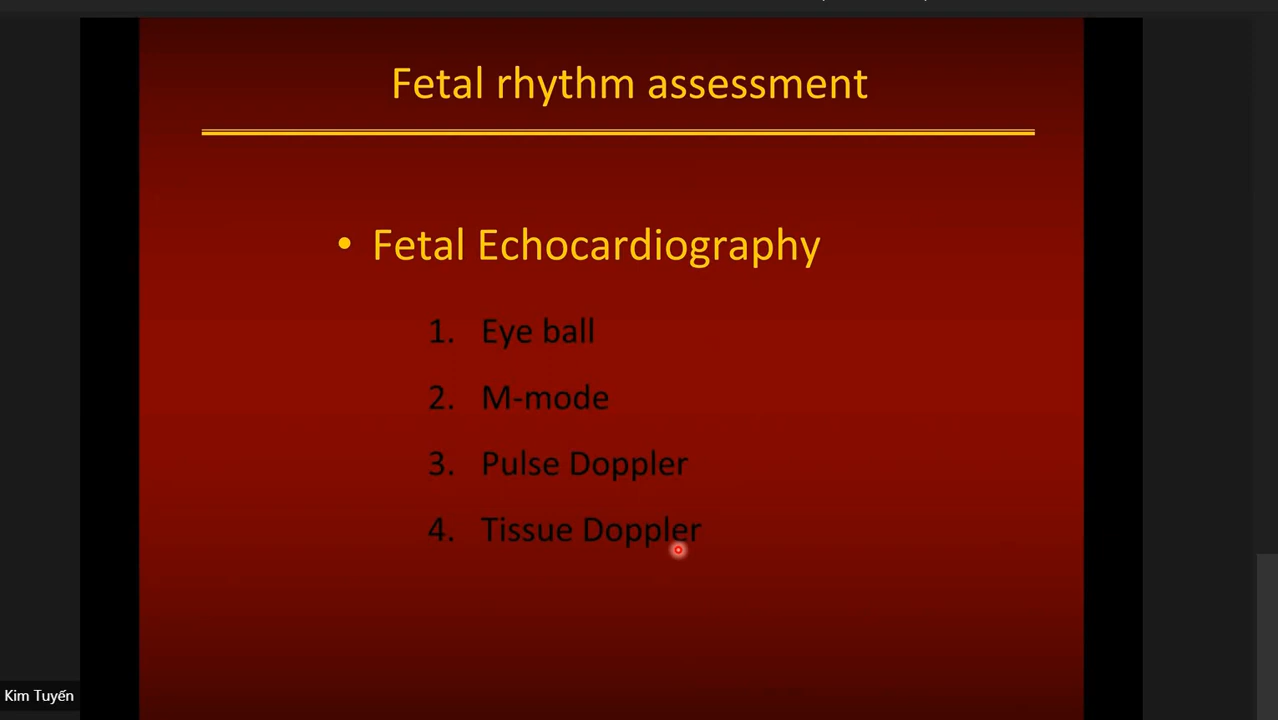 Fetal rhythm assessment
• Fetal Echocardiography
1. Eye ball
2. M-mode
3. Pulse Doppler
4. Tissue Doppler
Kim Tuyến